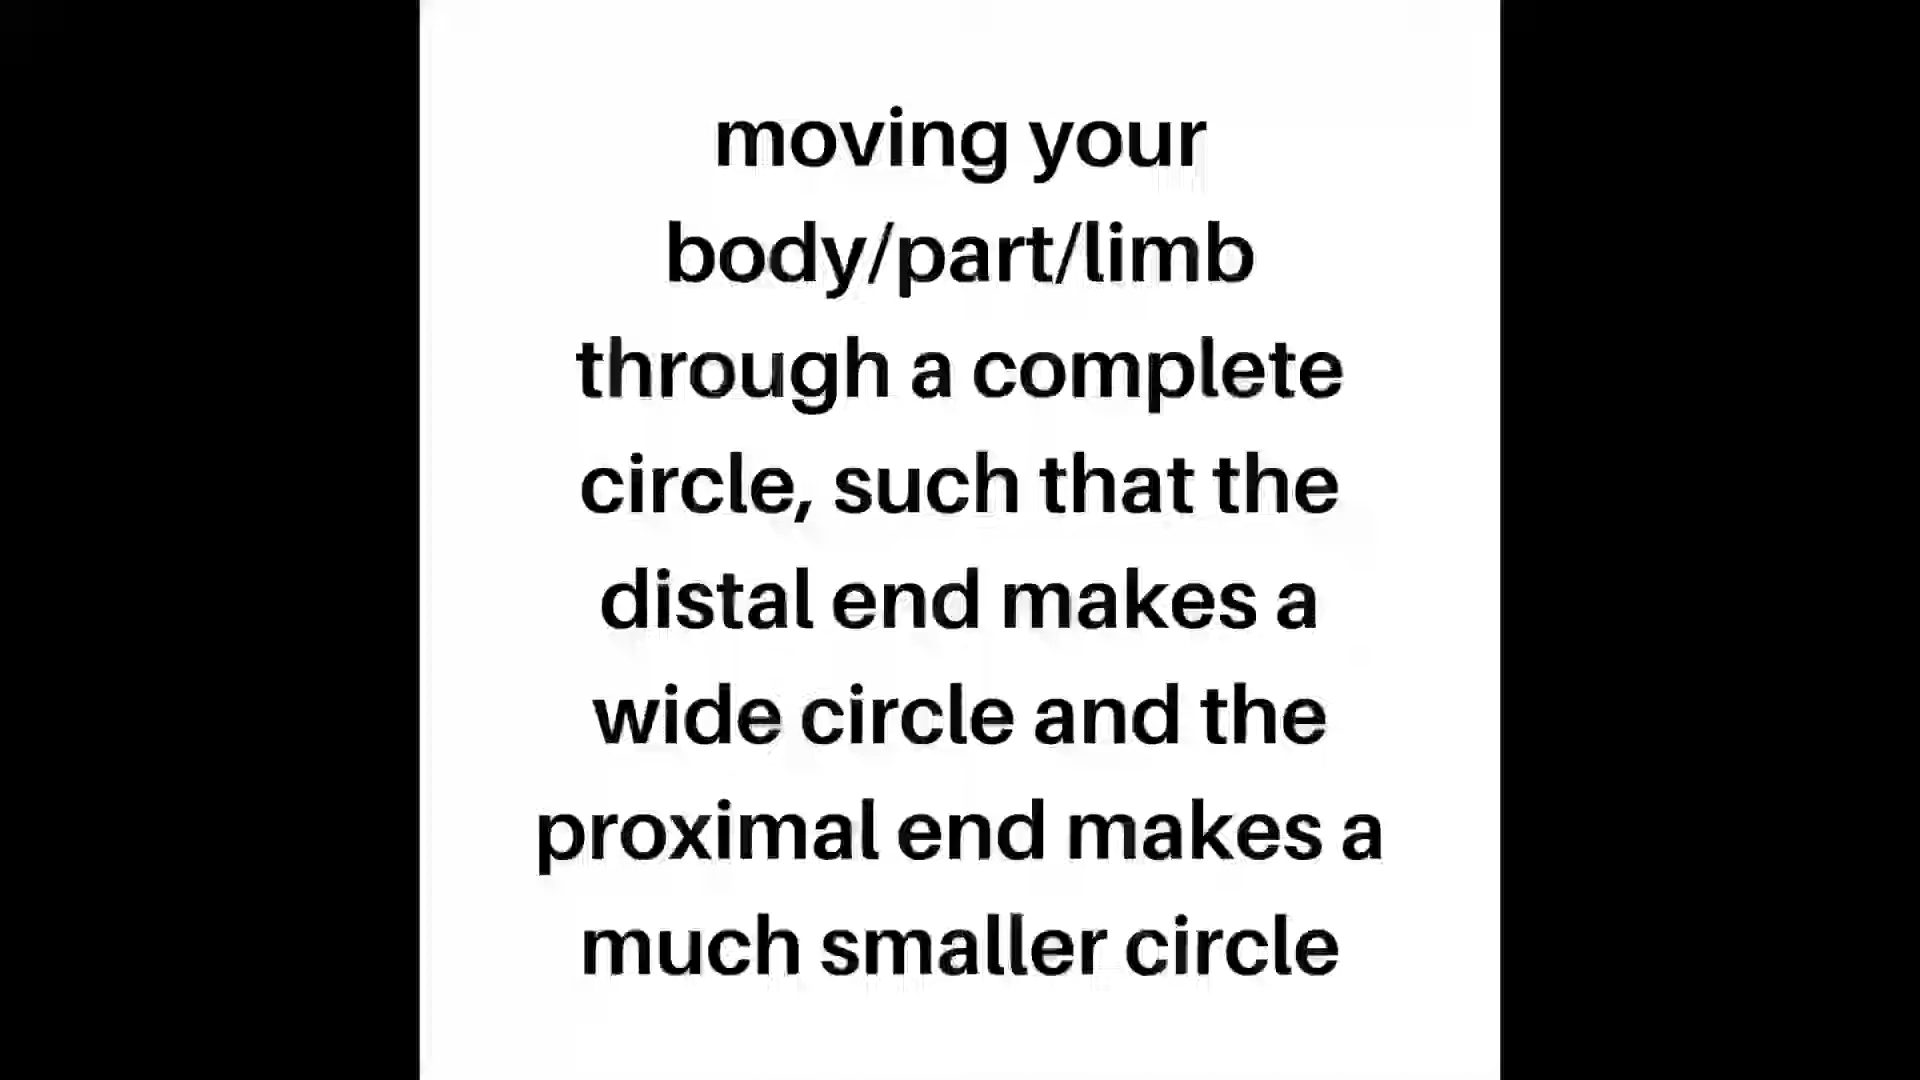 moving your
body/part/limb
through a complete
circle, such that the
distal end makes a
wide circle and the
proximal end makes a
much smaller circle